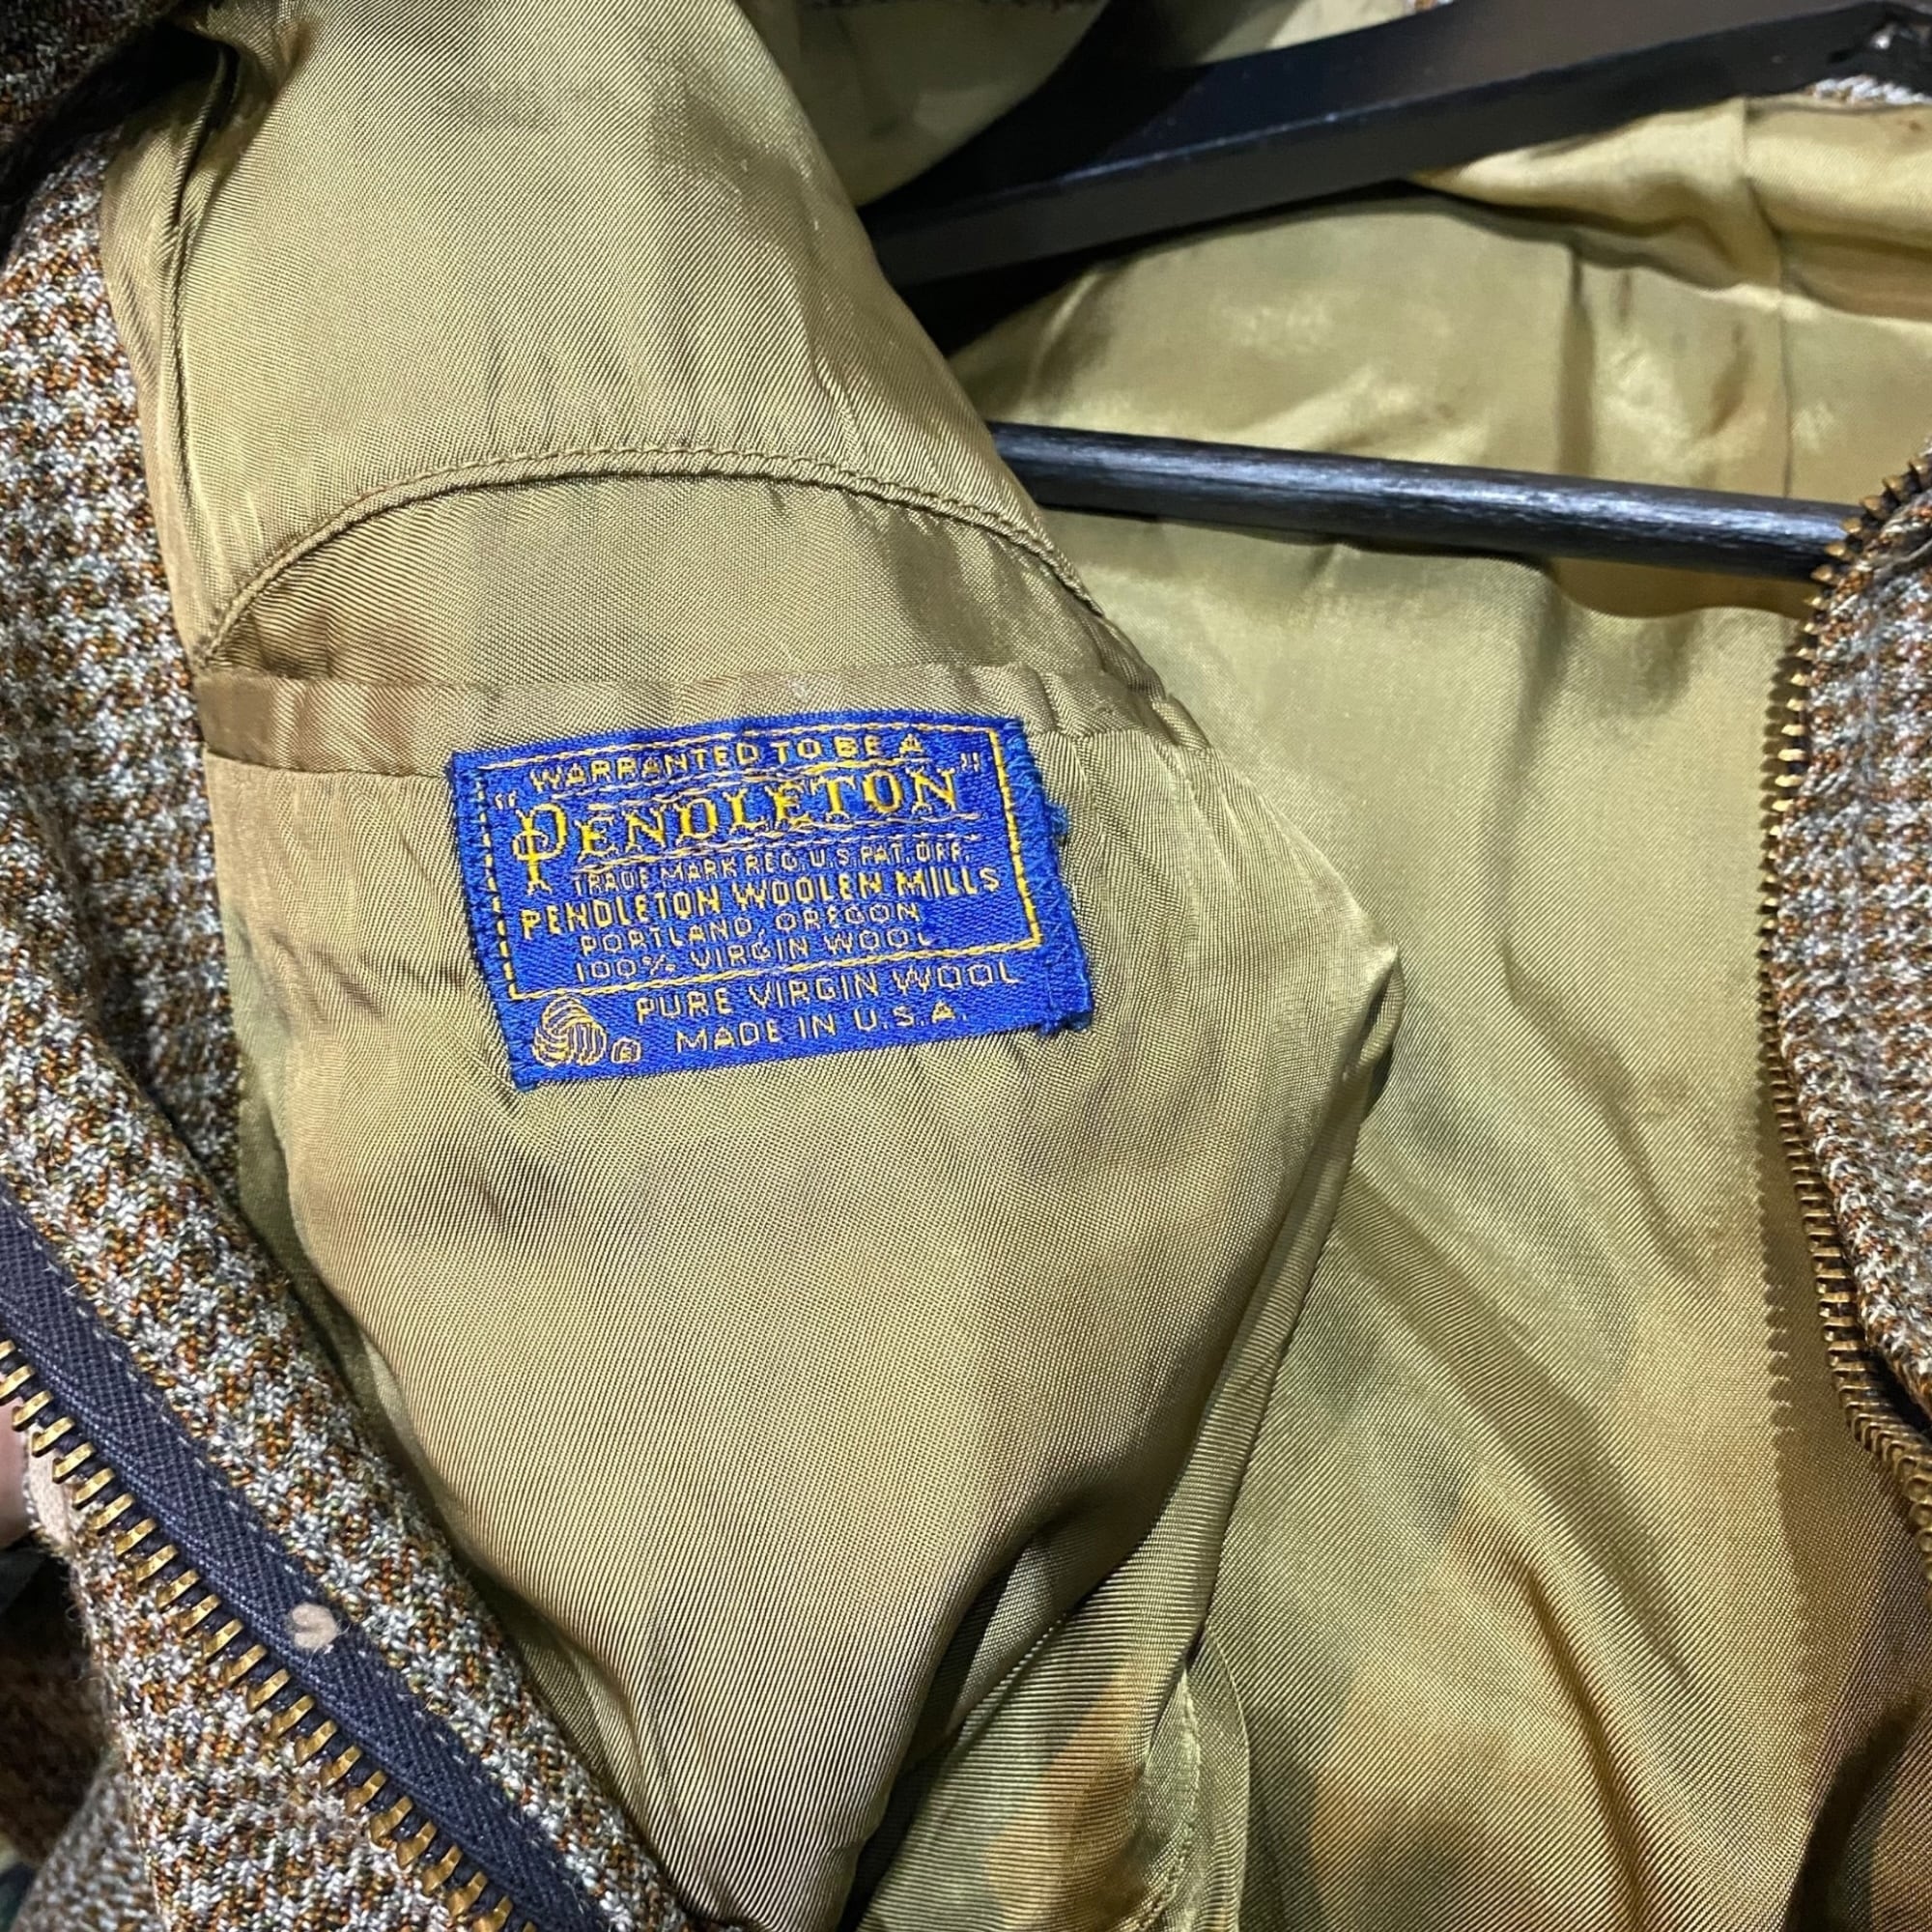 WARRANTED TO BE A
"PENDLETON"
TRADE MARK REG. U.S. PAT. OFF.
PENDLETON WOOLEN MILLS
PORTLAND, OREGON
100% VIRGIN WOOL
PURE VIRGIN WOOL
R MADE IN U.S.A.